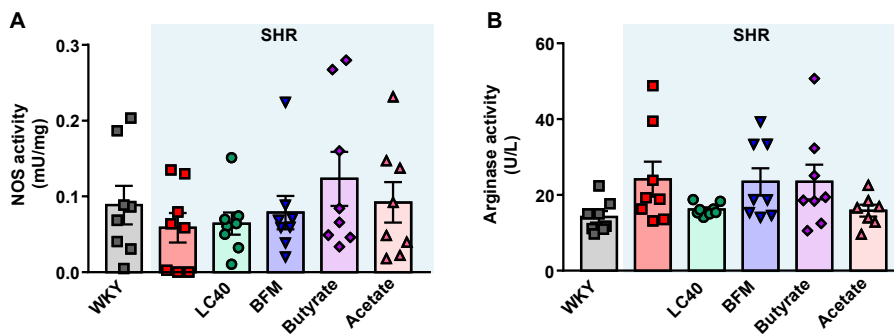 A
SHR
NOS activity
(mU/mg)
0.3
0.2
0.1
0.0
WKY
LC40
BFM
Butyrate
Acetate
B
SHR
Arginase activity
(U/L)
60
40
20
0
WKY
LC40
BFM
Butyrate
Acetate